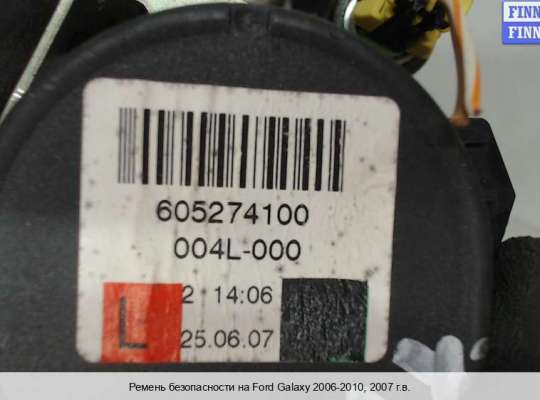 FINN
FINN
605274100
004L-000
2 14:06
L 25.06.07
Ремень безопасности на Ford Galaxy 2006-2010, 2007 г.в.